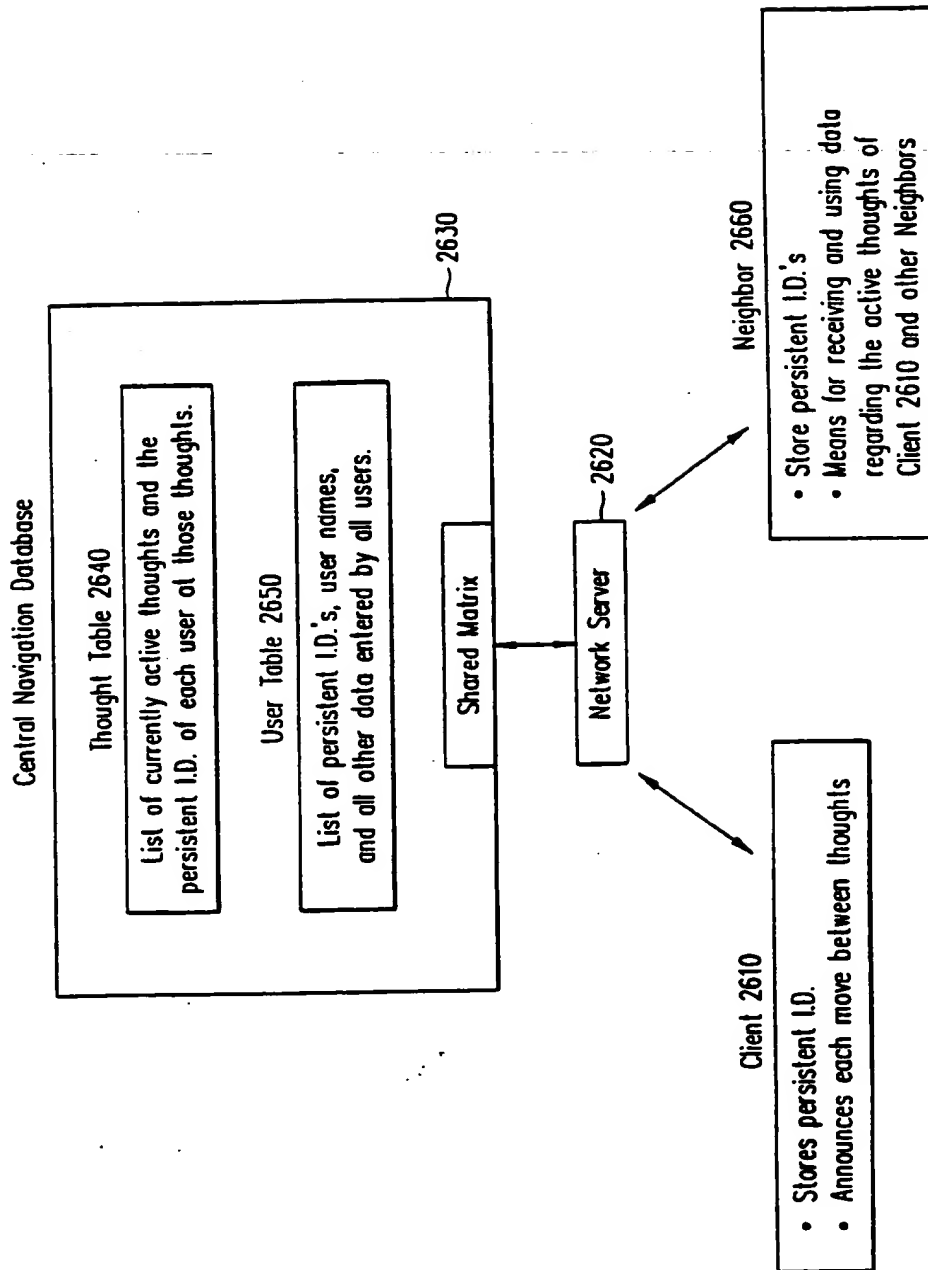 Central Navigation Database
Thought Table 2640
List of currently active thoughts and the
persistent I.D. of each user at those thoughts.
User Table 2650
List of persistent I.D.'s, user names,
and all other data entered by all users.
2630
Shared Matrix
2620
Network Server
Client 2610
• Stores persistent I.D.
• Announces each move between thoughts
Neighbor 2660
• Store persistent I.D.'s
• Means for receiving and using data
regarding the active thoughts of
Client 2610 and other Neighbors